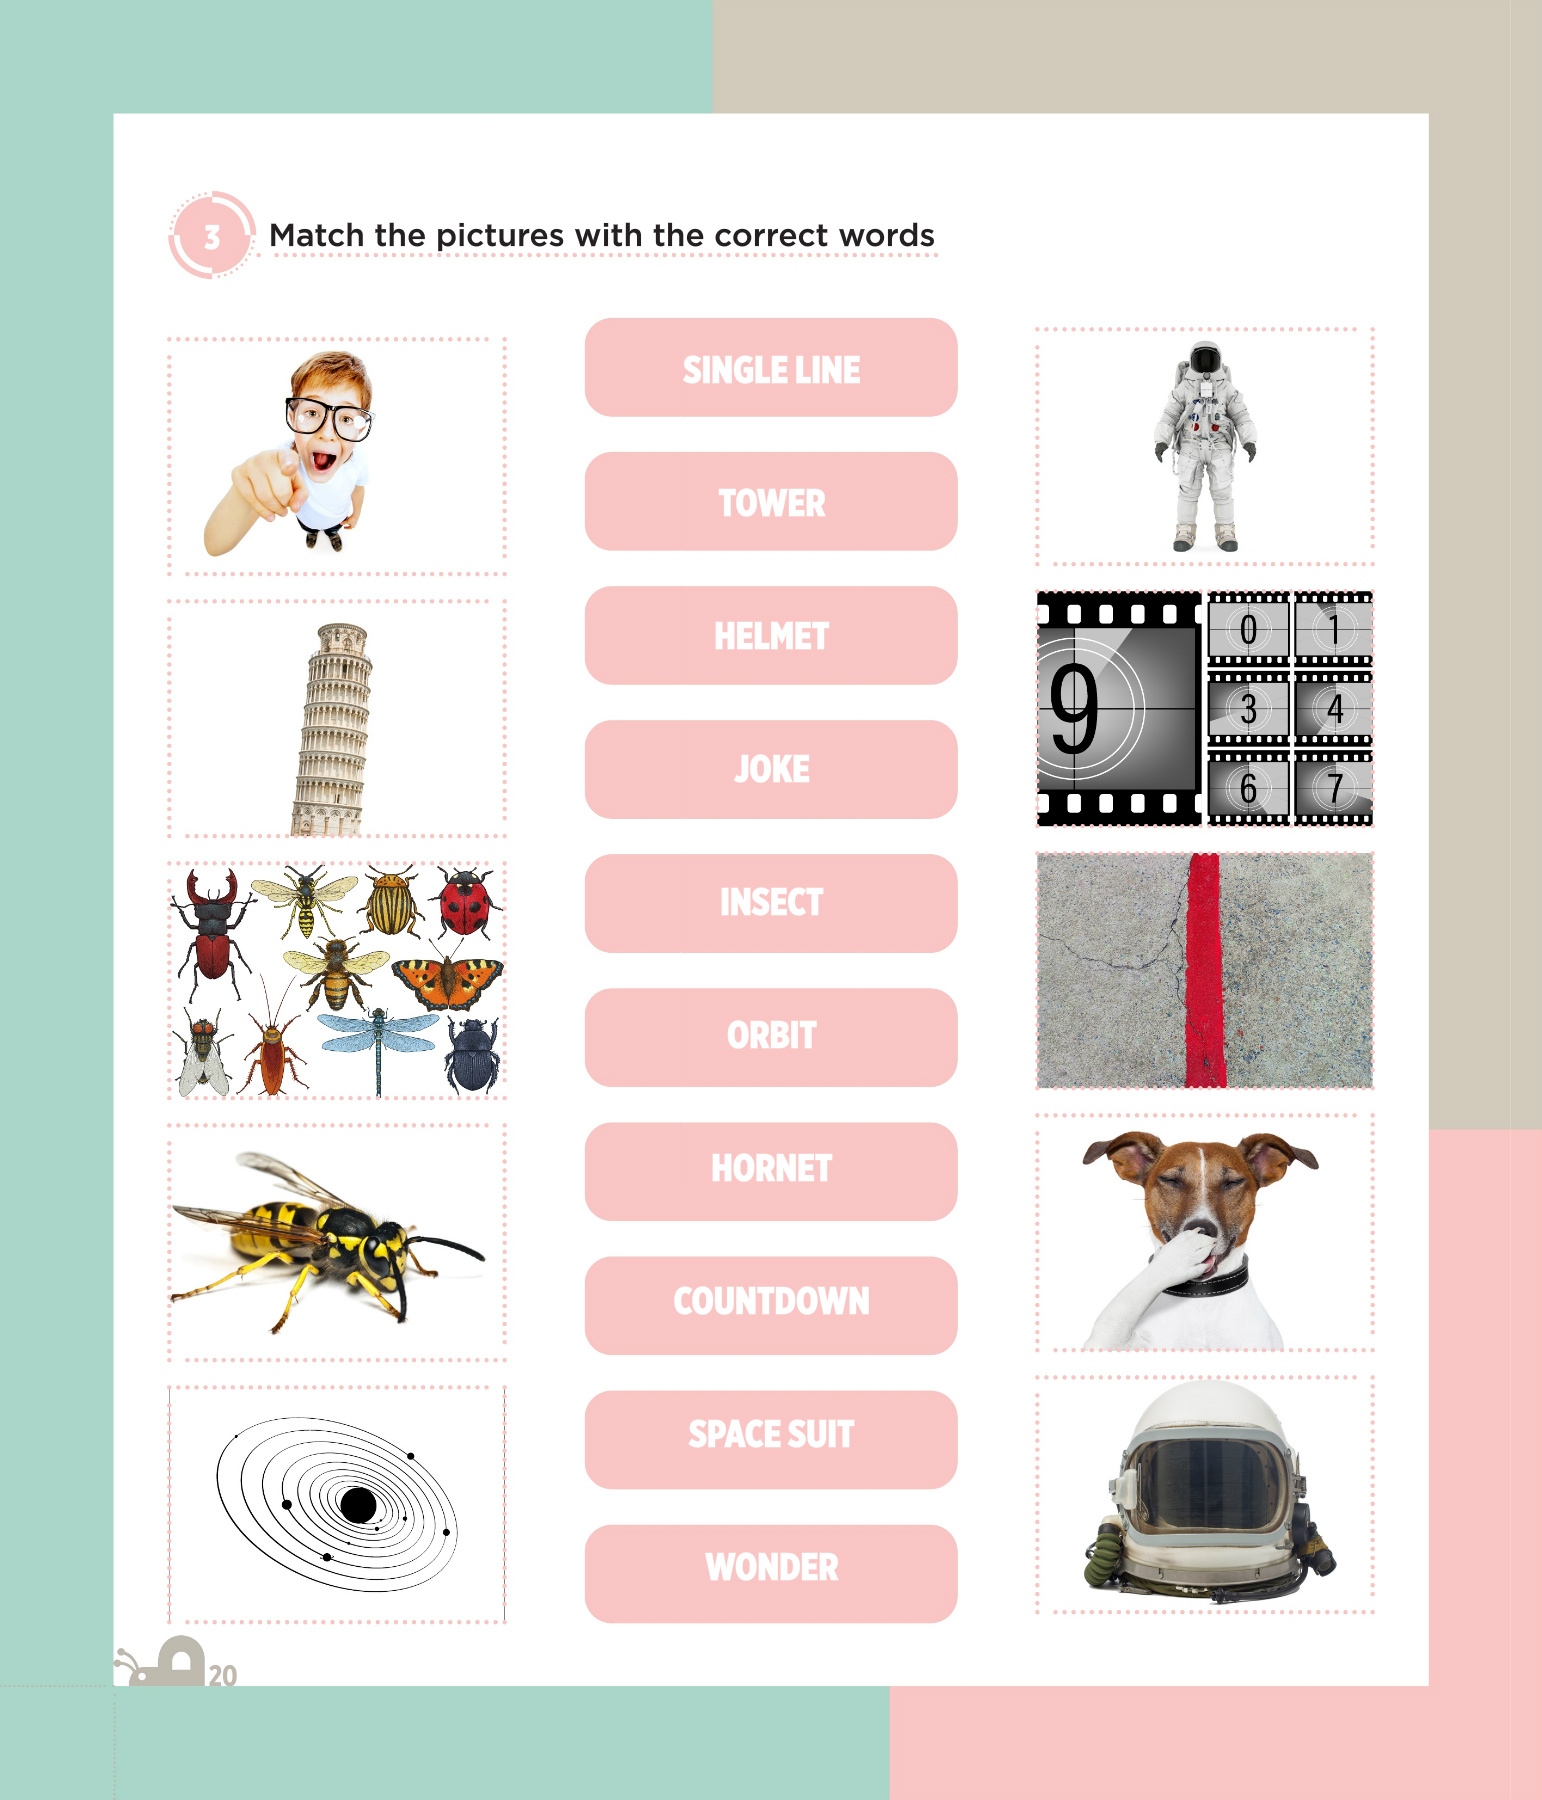 3
Match the pictures with the correct words
SINGLE LINE
TOWER
HELMET
JOKE
INSECT
ORBIT
HORNET
COUNTDOWN
SPACE SUIT
WONDER
9
0
1
3
4
6
7
20